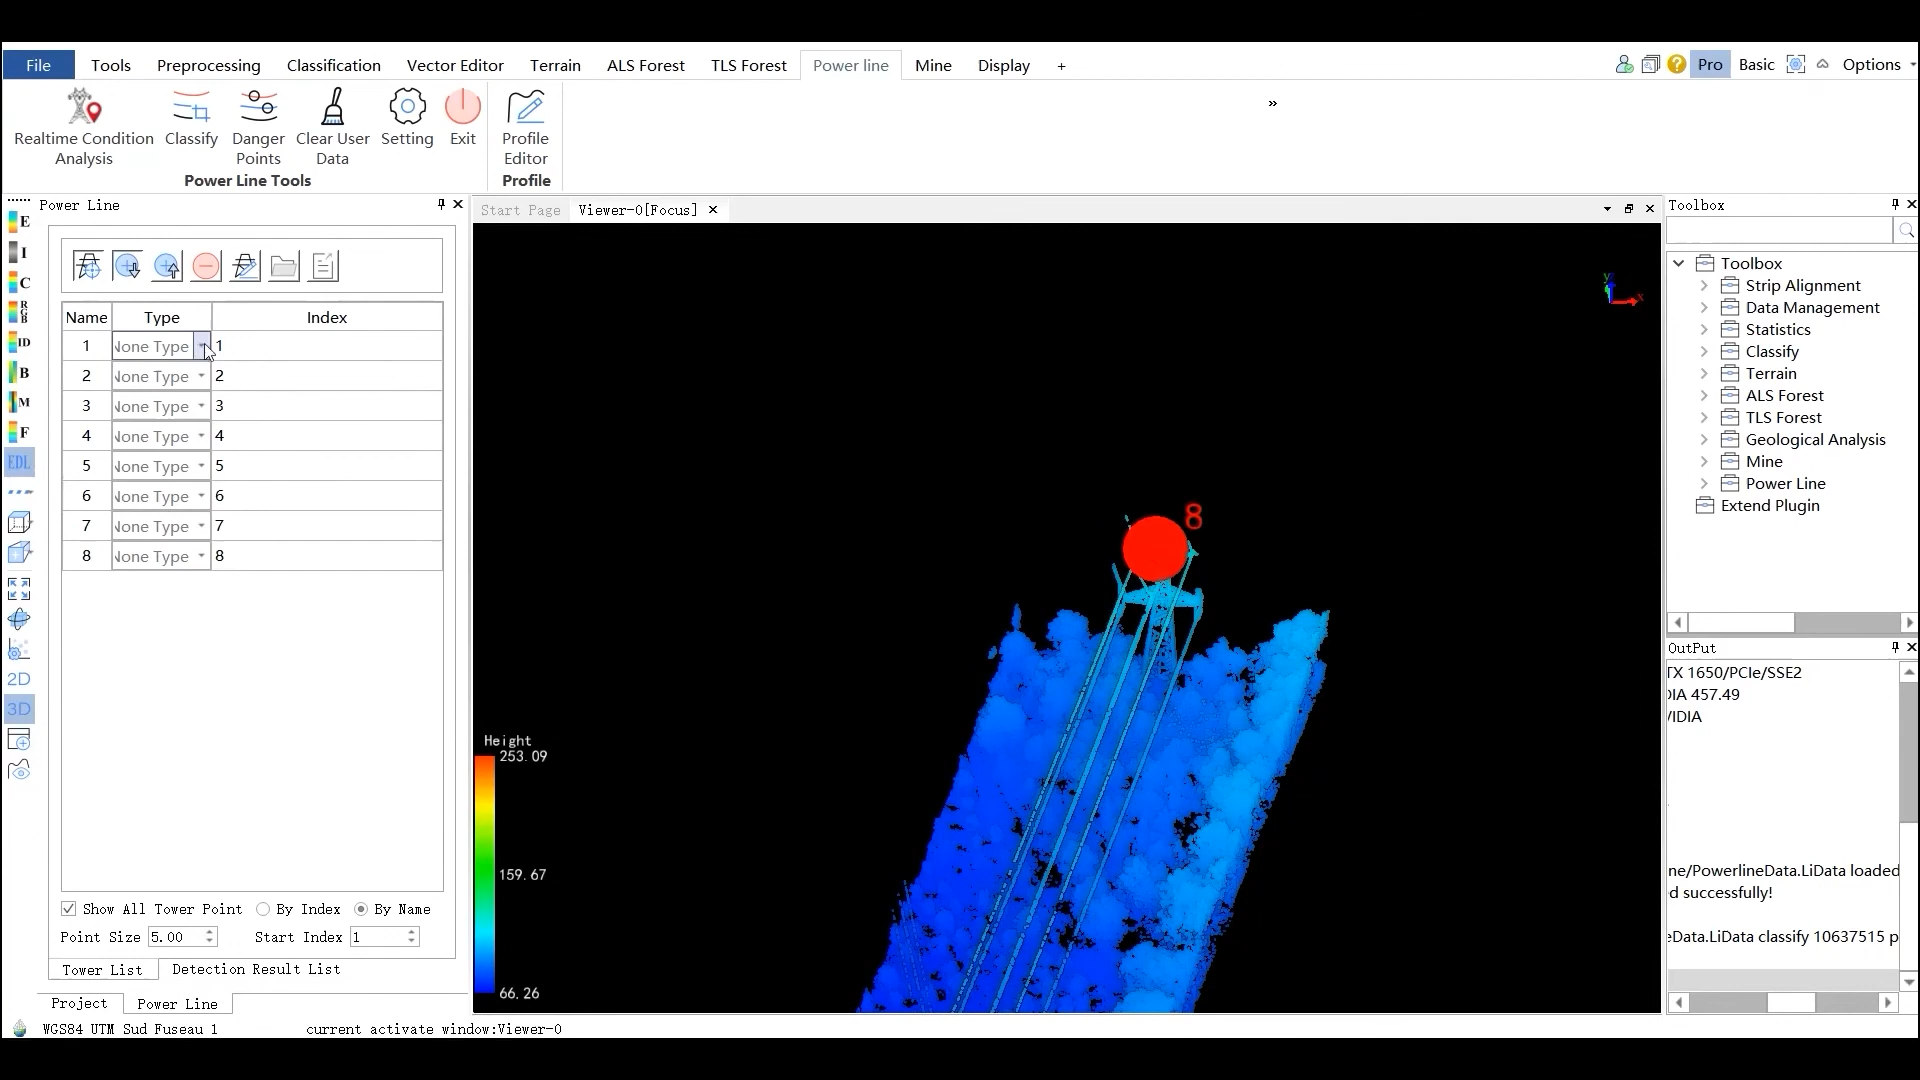 File Tools Preprocessing Classification Vector Editor Terrain ALS Forest TLS Forest Power line Mine Display + Pro Basic Options
»
Realtime Condition Analysis Classify Danger Points Clear User Data Setting Exit Profile Editor
Power Line Tools Profile
Power Line
Start Page Viewer-0[Focus]
Toolbox
E
I
C
RGB
ID
B
M
F
EDL
2D
3D
Name Type Index
1 None Type 1
2 None Type 2
3 None Type 3
4 None Type 4
5 None Type 5
6 None Type 6
7 None Type 7
8 None Type 8
Show All Tower Point By Index By Name
Point Size 5.00 Start Index 1
Tower List Detection Result List
Project Power Line
y
x
8
Height
253.09
159.67
66.26
Toolbox
Strip Alignment
Data Management
Statistics
Classify
Terrain
ALS Forest
TLS Forest
Geological Analysis
Mine
Power Line
Extend Plugin
OutPut
TX 1650/PCIe/SSE2
DIA 457.49
VIDIA
ne/PowerlineData.LiData loaded
d successfully!
eData.LiData classify 10637515 p
WGS84 UTM Sud Fuseau 1 current activate window:Viewer-0